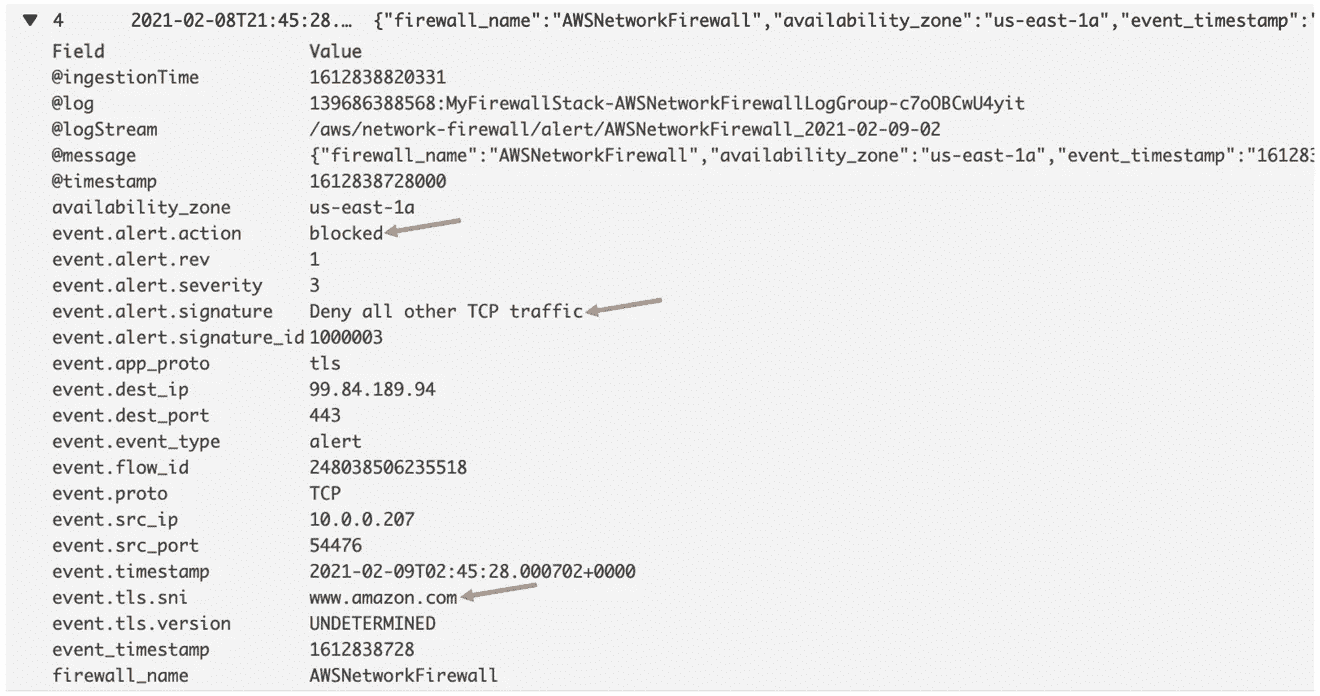 ▼ 4 2021-02-08T21:45:28.... {"firewall_name":"AWSNetworkFirewall","availability_zone":"us-east-1a","event_timestamp":"
Field Value
@ingestionTime 1612838820331
@log 139686388568:MyFirewallStack-AWSNetworkFirewallLogGroup-c7oOBCwU4yit
@logStream /aws/network-firewall/alert/AWSNetworkFirewall_2021-02-09-02
@message {"firewall_name":"AWSNetworkFirewall","availability_zone":"us-east-1a","event_timestamp":"16128
@timestamp 1612838728000
availability_zone us-east-1a
event.alert.action blocked
event.alert.rev 1
event.alert.severity 3
event.alert.signature Deny all other TCP traffic
event.alert.signature_id 1000003
event.app_proto tls
event.dest_ip 99.84.189.94
event.dest_port 443
event.event_type alert
event.flow_id 248038506235518
event.proto TCP
event.src_ip 10.0.0.207
event.src_port 54476
event.timestamp 2021-02-09T02:45:28.000702+0000
event.tls.sni www.amazon.com
event.tls.version UNDETERMINED
event_timestamp 1612838728
firewall_name AWSNetworkFirewall